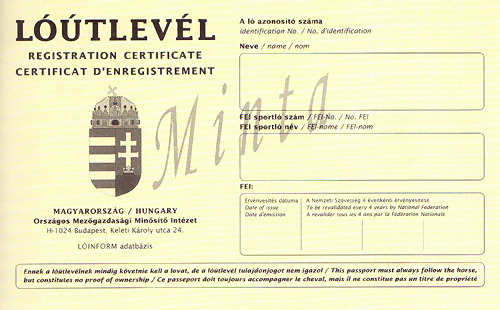 LÓÚTLEVÉL
REGISTRATION CERTIFICATE
CERTIFICAT D'ENREGISTREMENT
Minta
MAGYARORSZÁG / HUNGARY
Országos Mezőgazdasági Minősítő Intézet
H-1024 Budapest, Keleti Károly utca 24.
LÓINFORM adatbázis
A ló azonosító száma
Identification No. / No. d'identification
Neve / name / nom
FEI sportló szám / FEI-No. / No. FEI
FEI sportló név / FEI-name / FEI-nom
FEI:
Érvényesítés dátuma
Date of issue
Date d'émission
A Nemzeti Szövetség 4 évenkénti érvényesítése
To be revalidated every 4 years by National Federation
A revalider tous les 4 ans par la Fédération Nationale
Ennek a lóútlevélnek mindig követnie kell a lovat, de a lóútlevél tulajdonjogot nem igazol / This passport must always follow the horse,
but constitutes no proof of ownership / Ce passeport doit toujours accompagner le cheval, mais il ne constitue pas un titre de propriété